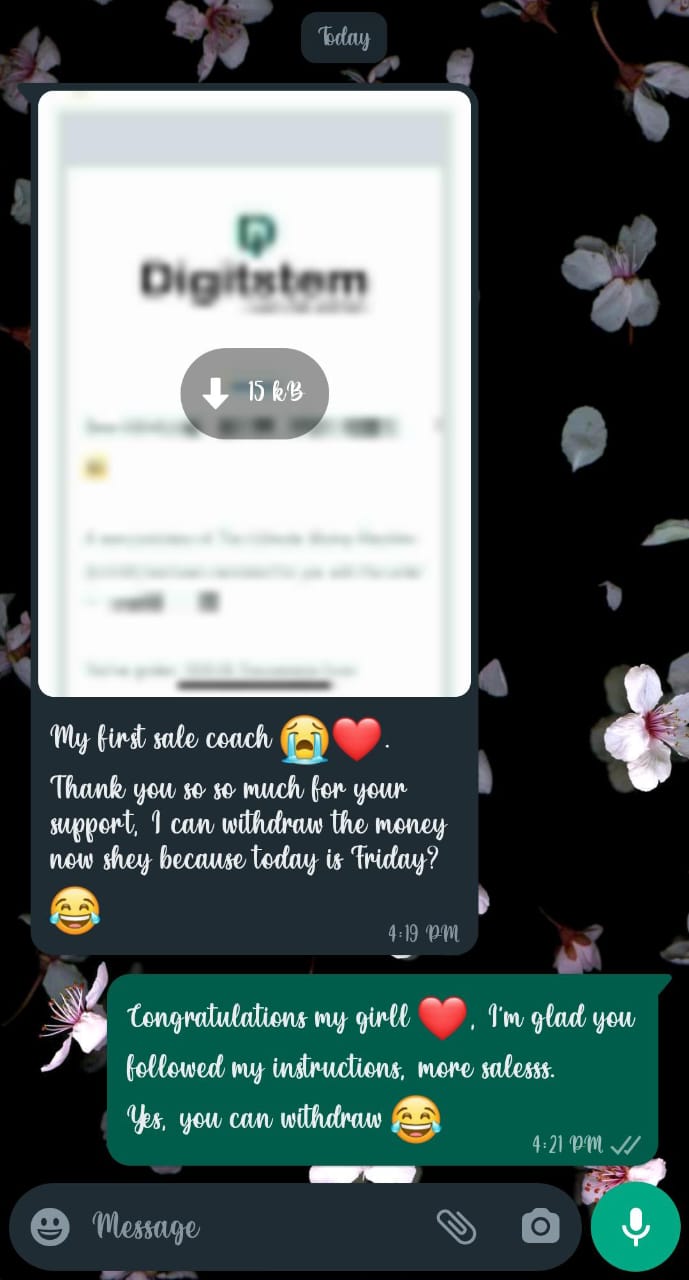 Today
Digitstem
15 kB
My first sale coach 😭❤️.
Thank you so so much for your
support, I can withdraw the money
now shey because today is Friday?
😂
4:19 PM
Congratulations my girll ❤️, I'm glad you
followed my instructions, more salesss.
Yes, you can withdraw 😂
4:21 PM
Message